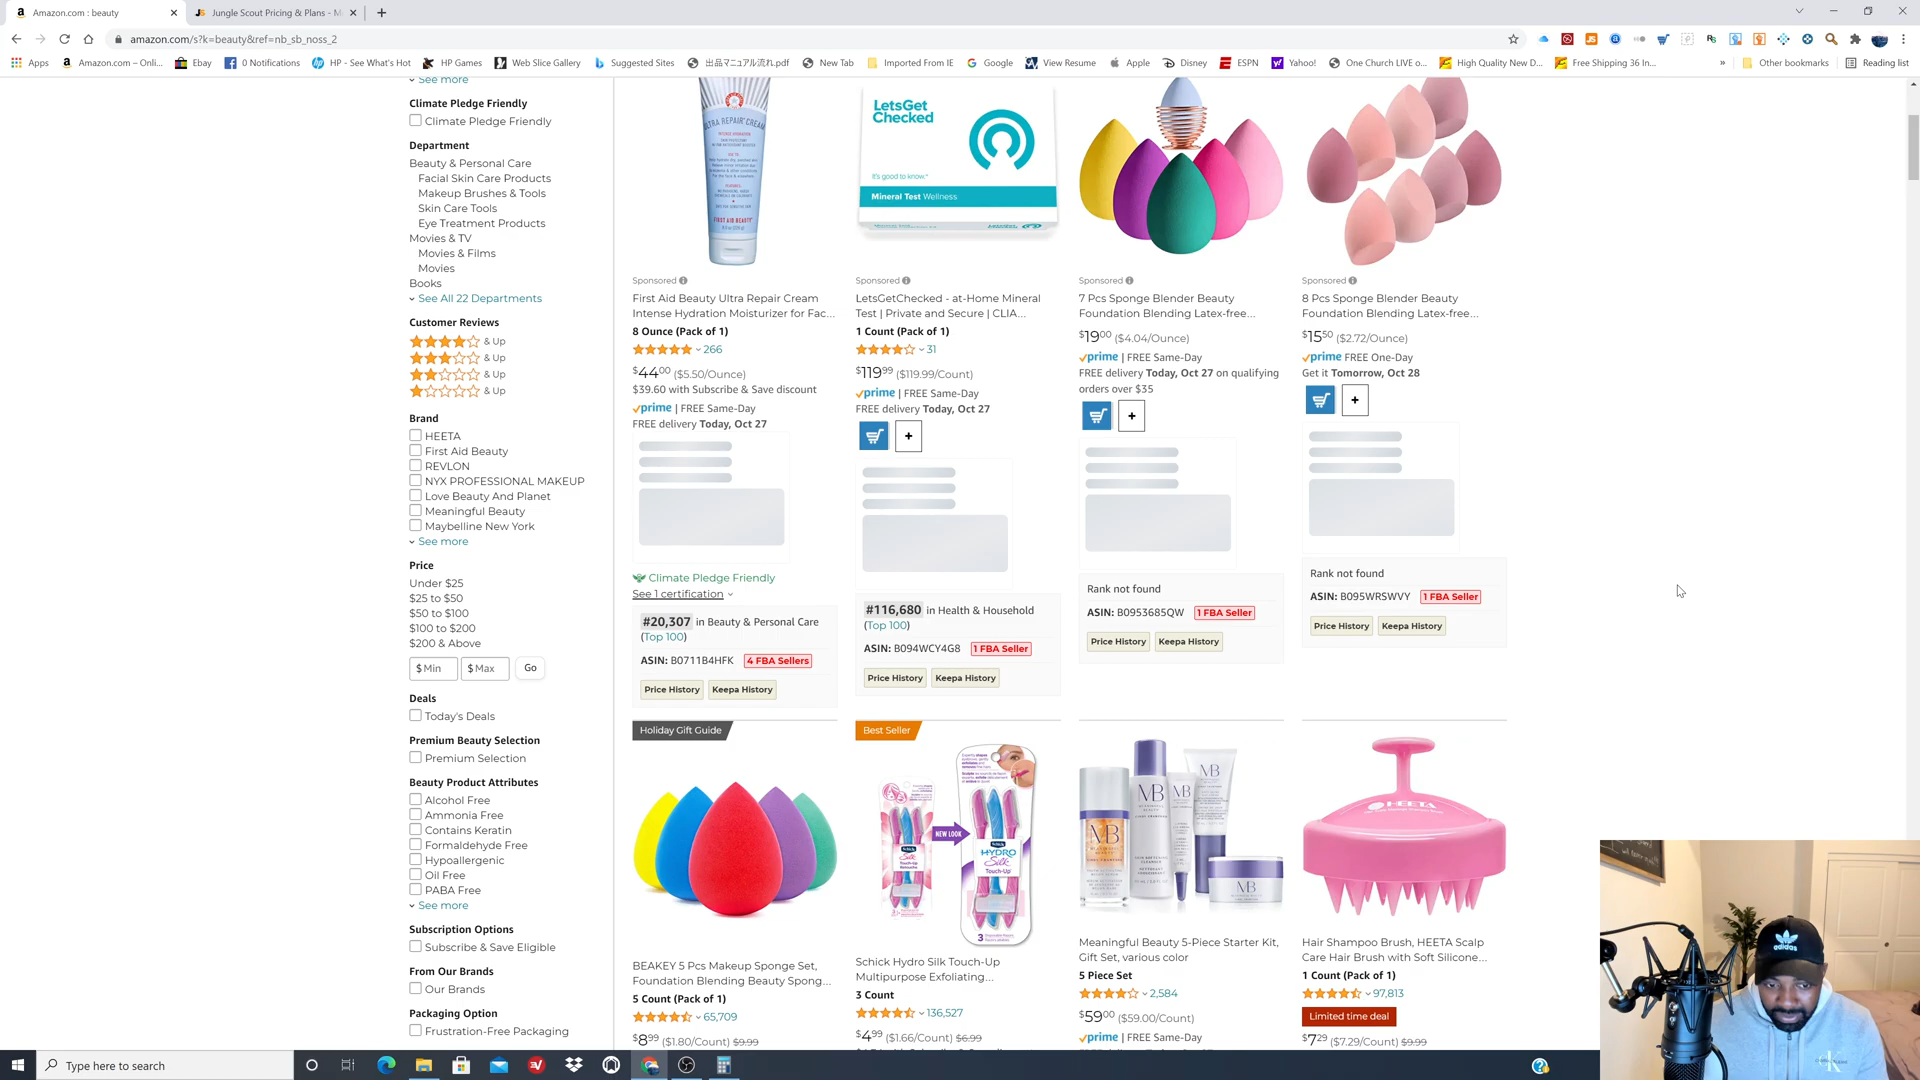 Amazon.com : beauty
Jungle Scout Pricing & Plans - M
amazon.com/s?k=beauty&ref=nb_sb_noss_2
Apps
Amazon.com – Onli...
Ebay
0 Notifications
HP - See What's Hot
HP Games
Web Slice Gallery
Suggested Sites
出品マニュアル流れ.pdf
New Tab
Imported From IE
Google
View Resume
Apple
Disney
ESPN
Yahoo!
One Church LIVE o...
High Quality New D...
Free Shipping 36 In...
»
Other bookmarks
Reading list
See more
Climate Pledge Friendly
Climate Pledge Friendly
Department
Beauty & Personal Care
Facial Skin Care Products
Makeup Brushes & Tools
Skin Care Tools
Eye Treatment Products
Movies & TV
Movies & Films
Movies
Books
See All 22 Departments
Customer Reviews
& Up
& Up
& Up
& Up
Brand
HEETA
First Aid Beauty
REVLON
NYX PROFESSIONAL MAKEUP
Love Beauty And Planet
Meaningful Beauty
Maybelline New York
See more
Price
Under $25
$25 to $50
$50 to $100
$100 to $200
$200 & Above
$ Min
$ Max
Go
Deals
Today's Deals
Premium Beauty Selection
Premium Selection
Beauty Product Attributes
Alcohol Free
Ammonia Free
Contains Keratin
Formaldehyde Free
Hypoallergenic
Oil Free
PABA Free
See more
Subscription Options
Subscribe & Save Eligible
From Our Brands
Our Brands
Packaging Option
Frustration-Free Packaging
ULTRA REPAIR CREAM
FIRST AID BEAUTY
Sponsored
First Aid Beauty Ultra Repair Cream
Intense Hydration Moisturizer for Fac...
8 Ounce (Pack of 1)
266
$44 00 ($5.50/Ounce)
$39.60 with Subscribe & Save discount
prime | FREE Same-Day
FREE delivery Today, Oct 27
Climate Pledge Friendly
See 1 certification
#20,307 in Beauty & Personal Care
(Top 100)
ASIN: B0711B4HFK 4 FBA Sellers
Price History
Keepa History
LetsGet
Checked
It's good to know.
Mineral Test Wellness
Sponsored
LetsGetChecked - at-Home Mineral
Test | Private and Secure | CLIA...
1 Count (Pack of 1)
31
$119 99 ($119.99/Count)
prime | FREE Same-Day
FREE delivery Today, Oct 27
+
#116,680 in Health & Household
(Top 100)
ASIN: B094WCY4G8 1 FBA Seller
Price History
Keepa History
Sponsored
7 Pcs Sponge Blender Beauty
Foundation Blending Latex-free...
$19 00 ($4.04/Ounce)
prime | FREE Same-Day
FREE delivery Today, Oct 27 on qualifying
orders over $35
+
Rank not found
ASIN: B0953685QW 1 FBA Seller
Price History
Keepa History
Sponsored
8 Pcs Sponge Blender Beauty
Foundation Blending Latex-free...
$15 50 ($2.72/Ounce)
prime FREE One-Day
Get it Tomorrow, Oct 28
+
Rank not found
ASIN: B095WRSWVY 1 FBA Seller
Price History
Keepa History
Holiday Gift Guide
BEAKEY 5 Pcs Makeup Sponge Set,
Foundation Blending Beauty Spong...
5 Count (Pack of 1)
65,709
$8 99 ($1.80/Count) $9.99
Best Seller
NEW LOOK
Schick
HYDRO
Silk
Touch-Up
3
Schick Hydro Silk Touch-Up
Multipurpose Exfoliating...
3 Count
136,527
$4 99 ($1.66/Count) $6.99
MB
MB
MB
MB
MB
Meaningful Beauty 5-Piece Starter Kit,
Gift Set, various color
5 Piece Set
2,584
$59 00 ($59.00/Count)
prime | FREE Same-Day
HEETA
Hair Shampoo Brush, HEETA Scalp
Care Hair Brush with Soft Silicone...
1 Count (Pack of 1)
97,813
Limited time deal
$7 29 ($7.29/Count) $9.99
adidas
Type here to search